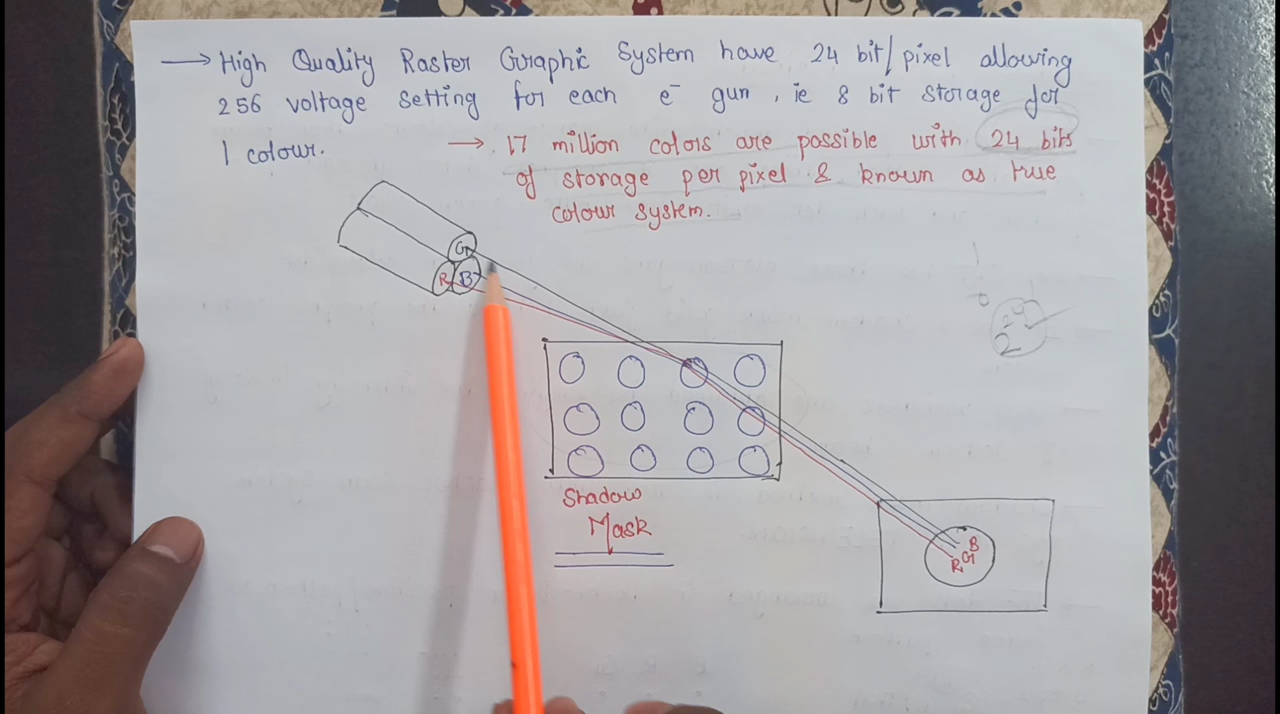 → High Quality Raster Graphic System have 24 bit/pixel allowing
256 voltage setting for each e⁻ gun, ie 8 bit storage for
1 colour.
→ 17 million colors are possible with 24 bits
of storage per pixel & known as true
colour system.
G
R B
Shadow
Mask
B
G
R